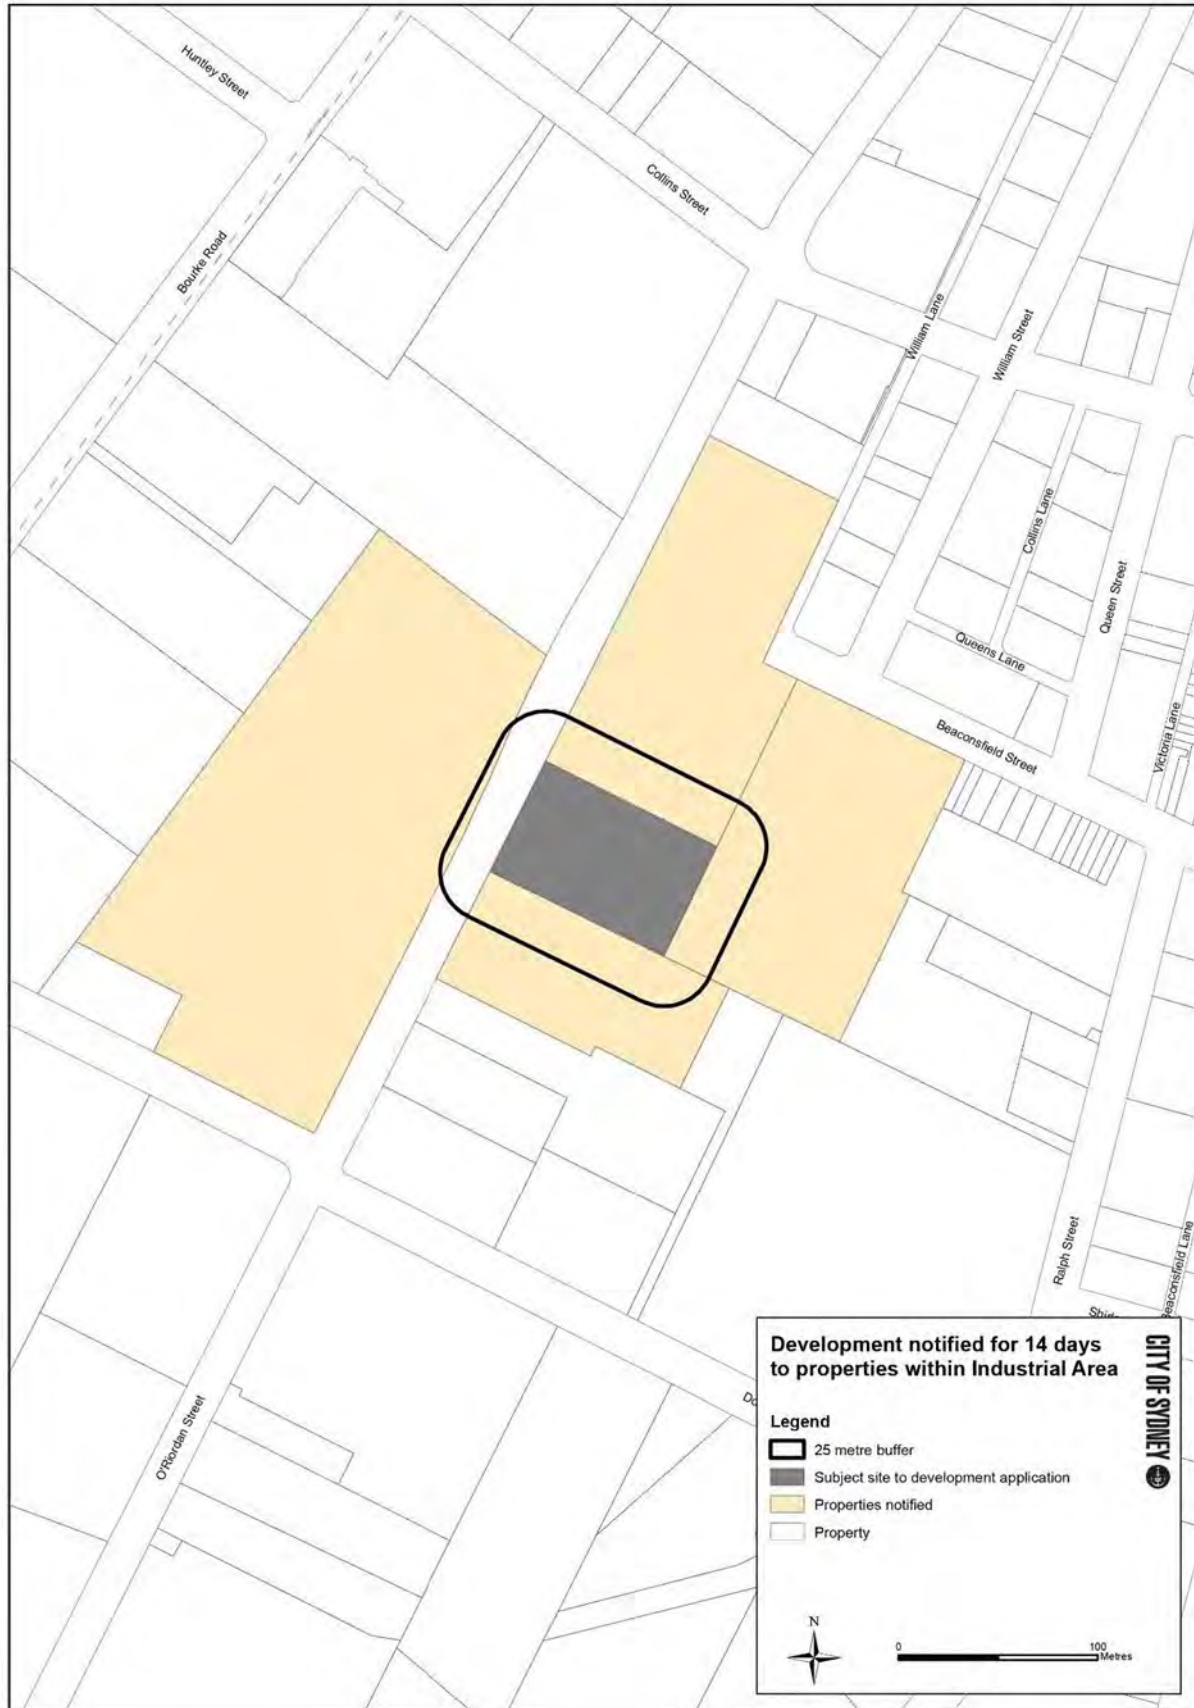 Huntley Street
Collins Street
Bourke Road
William Lane
William Street
Collins Lane
Queen Street
Queens Lane
Victoria Lane
Beaconsfield Street
Ralph Street
Beaconsfield Lane
O'Riordan Street
Development notified for 14 days
to properties within Industrial Area
CITY OF SYDNEY
Legend
25 metre buffer
Subject site to development application
Properties notified
Property
N
0 100
Metres